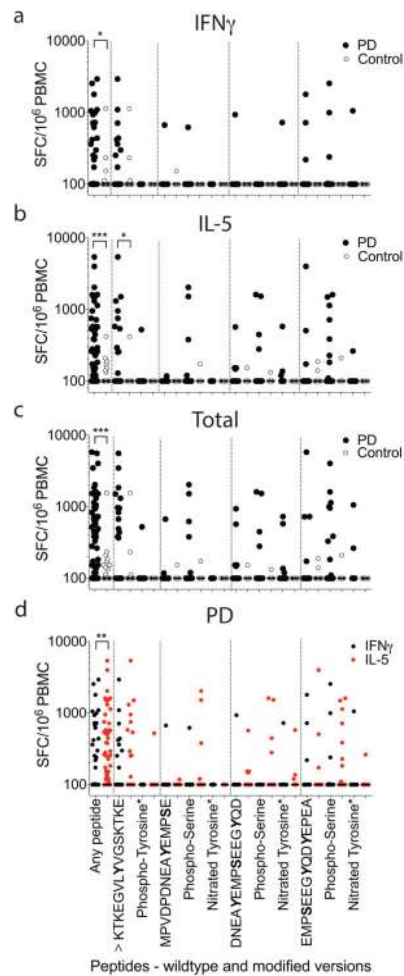 a
IFNγ
*
PD
Control
SFC/10⁶ PBMC
10000
1000
100
b
IL-5
***
*
PD
Control
SFC/10⁶ PBMC
10000
1000
100
c
Total
***
PD
Control
SFC/10⁶ PBMC
10000
1000
100
d
PD
**
IFNγ
IL-5
SFC/10⁶ PBMC
10000
1000
100
Any peptide
> KTKEGVLYVGSKTKE
Phospho-Tyrosine*
MPVDPDNEAYEMPSE
Phospho-Serine
Nitrated Tyrosine*
DNEAYEMPSEEGYQD
Phospho-Serine
Nitrated Tyrosine*
EMPSEEGYQDYEPEA
Phospho-Serine
Nitrated Tyrosine*
Peptides - wildtype and modified versions